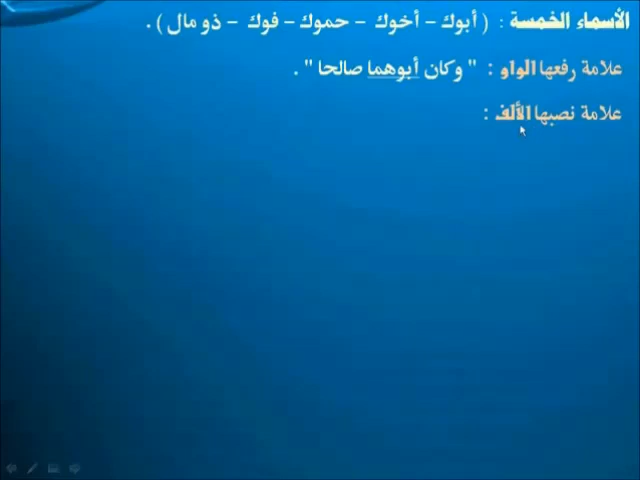 الأسماء الخمسة : ( أبوك – أخوك – حموك – فوك – ذو مال ) .
علامة رفعها الواو : " وكان أبوهما صالحا " .
علامة نصبها الألف :